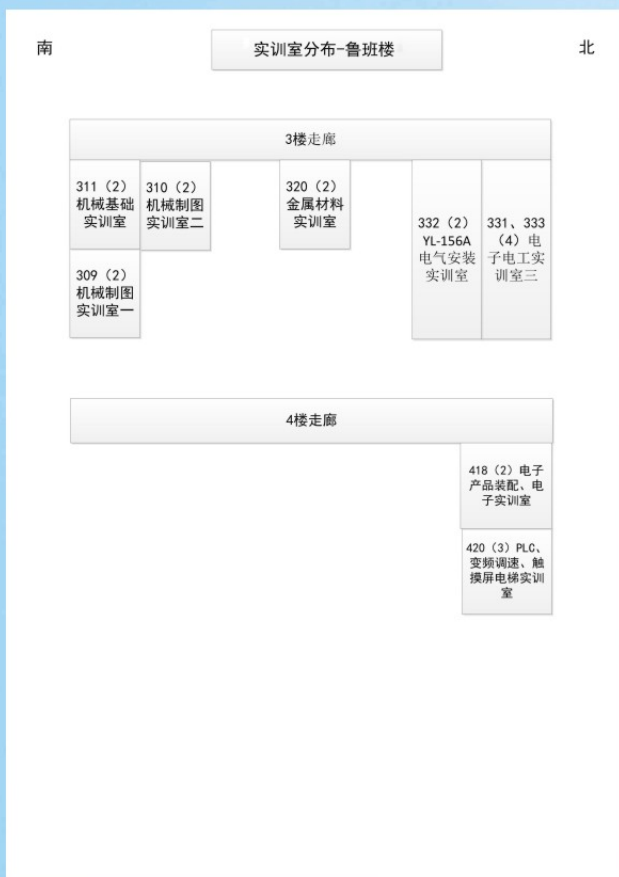 南
实训室分布-鲁班楼
北
3楼走廊
311（2）
机械基础
实训室
310（2）
机械制图
实训室二
320（2）
金属材料
实训室
332（2）
YL-156A
电气安装
实训室
331、333
（4）电
子电工实
训室三
309（2）
机械制图
实训室一
4楼走廊
418（2）电子
产品装配、电
子实训室
420（3）PLC、
变频调速、触
摸屏电梯实训
室